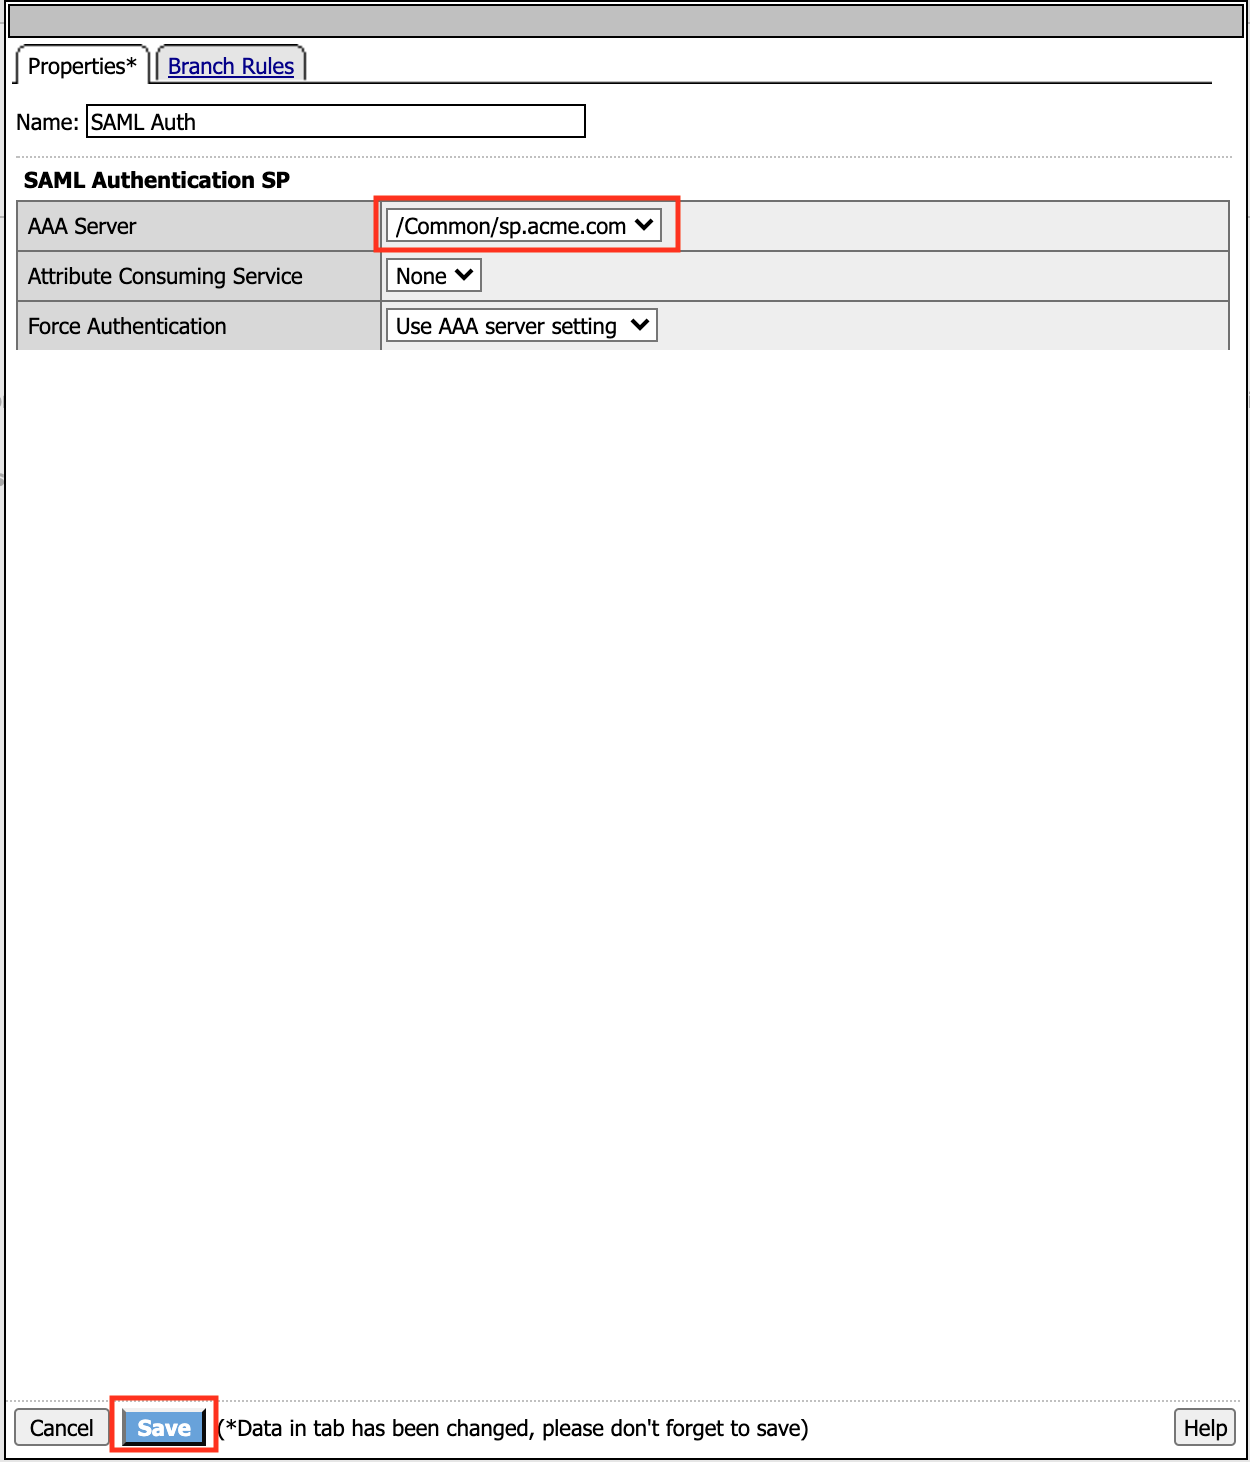 Properties* Branch Rules
Name: SAML Auth
SAML Authentication SP
AAA Server /Common/sp.acme.com
Attribute Consuming Service None
Force Authentication Use AAA server setting
Cancel Save (*Data in tab has been changed, please don't forget to save) Help